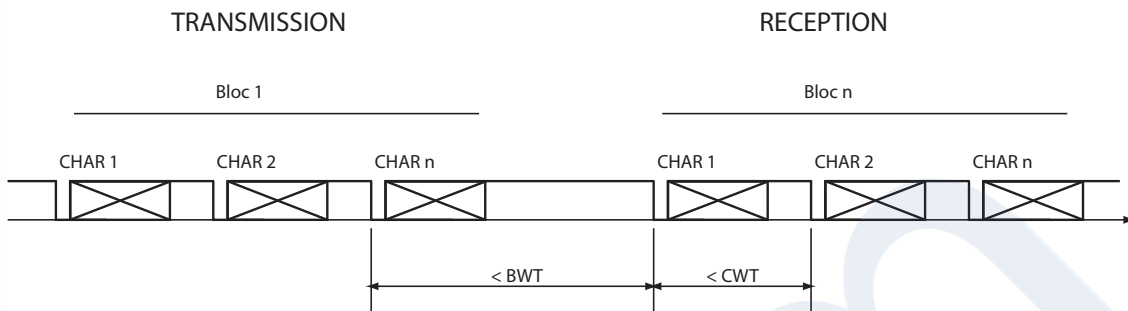 TRANSMISSION RECEPTION
Bloc 1 Bloc n
CHAR 1 CHAR 2 CHAR n CHAR 1 CHAR 2 CHAR n
< BWT < CWT